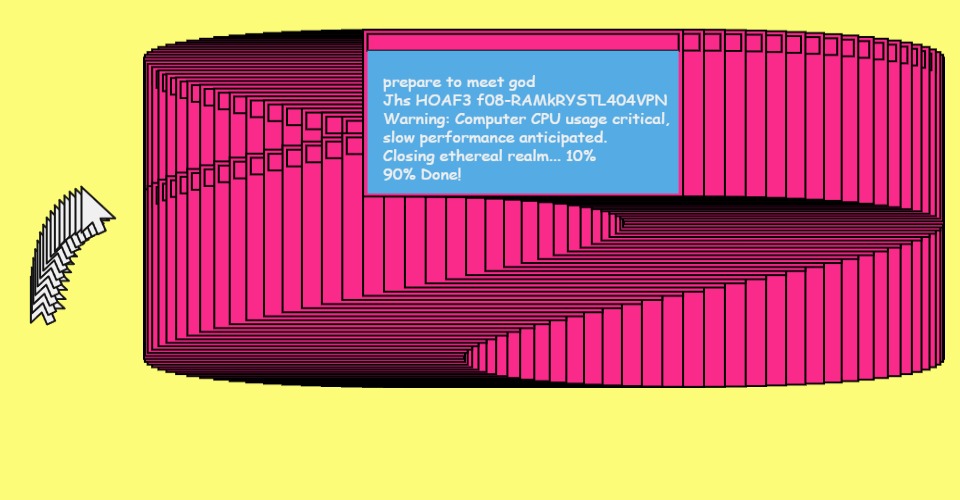 prepare to meet god
Jhs HOAF3 f08-RAMkRYSTL404VPN
Warning: Computer CPU usage critical,
slow performance anticipated.
Closing ethereal realm... 10%
90% Done!